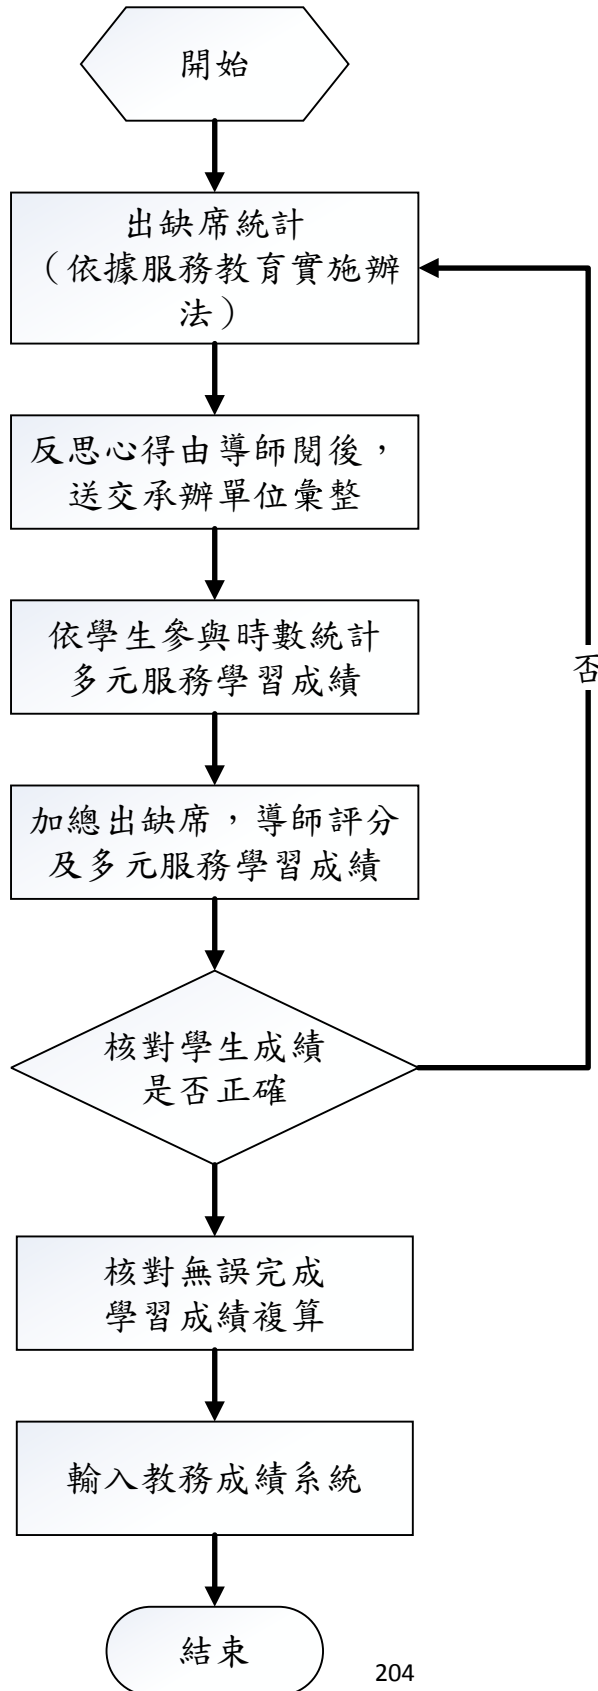 開始
出缺席統計
（依據服務教育實施辦
法）
反思心得由導師閱後，
送交承辦單位彙整
依學生參與時數統計
多元服務學習成績
否
加總出缺席，導師評分
及多元服務學習成績
核對學生成績
是否正確
核對無誤完成
學習成績複算
輸入教務成績系統
結束
204